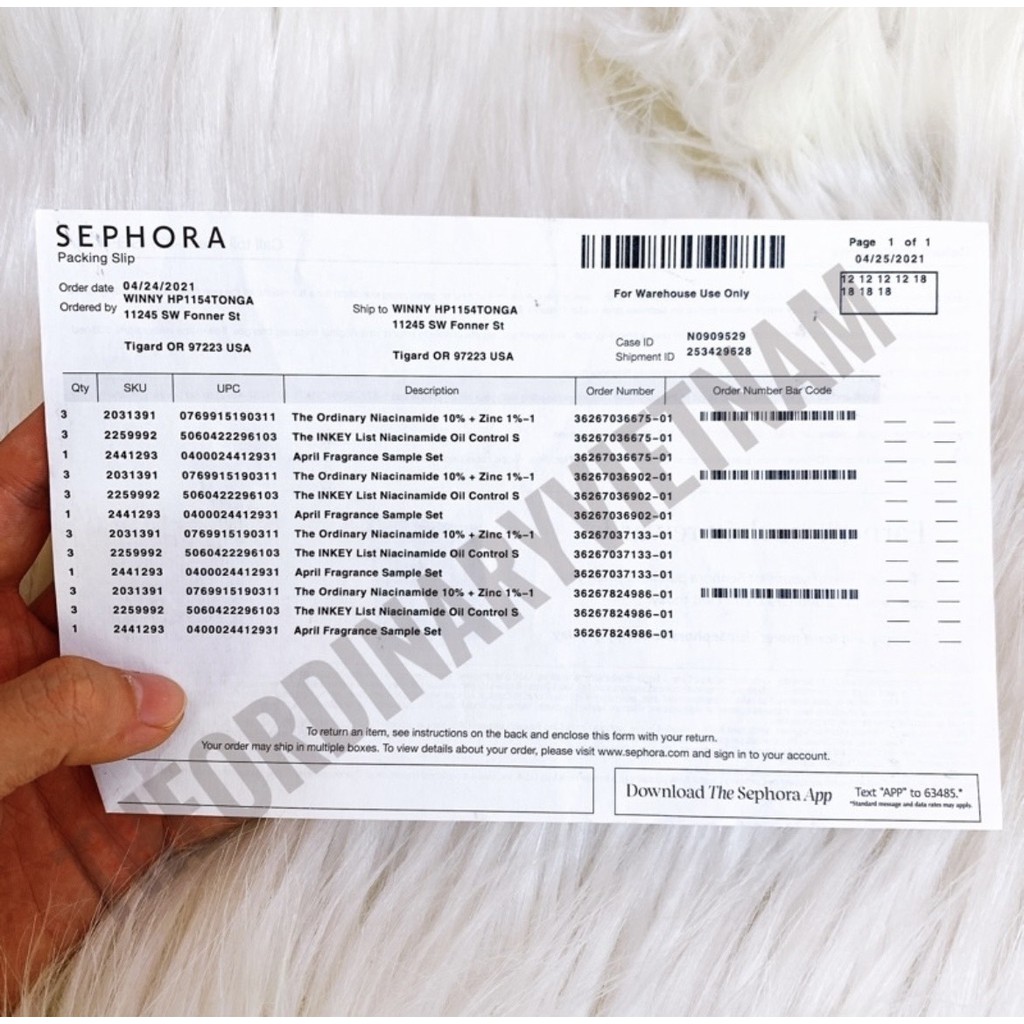 SEPHORA
Packing Slip
Page 1 of 1
04/25/2021
12 12 12 12 18
18 18 18
For Warehouse Use Only
Order date 04/24/2021
Ordered by WINNY HP1154TONGA
11245 SW Fonner St
Tigard OR 97223 USA
Ship to WINNY HP1154TONGA
11245 SW Fonner St
Tigard OR 97223 USA
Case ID N0909529
Shipment ID 253429628
Qty SKU UPC Description Order Number Order Number Bar Code
3 2031391 0769915190311 The Ordinary Niacinamide 10% + Zinc 1%-1 36267036675-01
3 2259992 5060422296103 The INKEY List Niacinamide Oil Control S 36267036675-01
1 2441293 0400024412931 April Fragrance Sample Set 36267036675-01
3 2031391 0769915190311 The Ordinary Niacinamide 10% + Zinc 1%-1 36267036902-01
3 2259992 5060422296103 The INKEY List Niacinamide Oil Control S 36267036902-01
1 2441293 0400024412931 April Fragrance Sample Set 36267036902-01
3 2031391 0769915190311 The Ordinary Niacinamide 10% + Zinc 1%-1 36267037133-01
3 2259992 5060422296103 The INKEY List Niacinamide Oil Control S 36267037133-01
1 2441293 0400024412931 April Fragrance Sample Set 36267037133-01
3 2031391 0769915190311 The Ordinary Niacinamide 10% + Zinc 1%-1 36267824986-01
3 2259992 5060422296103 The INKEY List Niacinamide Oil Control S 36267824986-01
1 2441293 0400024412931 April Fragrance Sample Set 36267824986-01
To return an item, see instructions on the back and enclose this form with your return.
Your order may ship in multiple boxes. To view details about your order, please visit www.sephora.com and sign in to your account.
Download The Sephora App Text "APP" to 63485.*
*Standard message and data rates may apply.